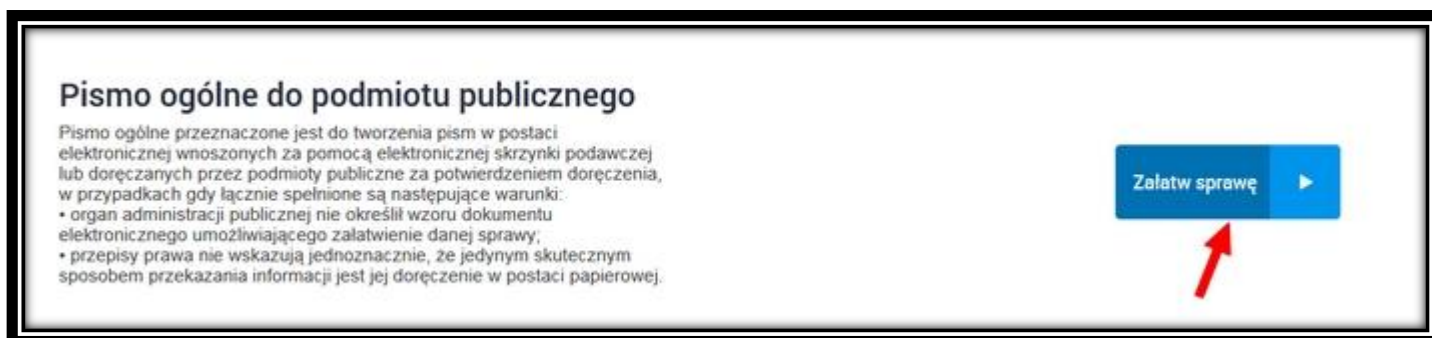 Pismo ogólne do podmiotu publicznego
Pismo ogólne przeznaczone jest do tworzenia pism w postaci
elektronicznej wnoszonych za pomocą elektronicznej skrzynki podawczej
lub doręczanych przez podmioty publiczne za potwierdzeniem doręczenia,
w przypadkach gdy łącznie spełnione są następujące warunki:
• organ administracji publicznej nie określił wzoru dokumentu
elektronicznego umożliwiającego załatwienie danej sprawy;
• przepisy prawa nie wskazują jednoznacznie, że jedynym skutecznym
sposobem przekazania informacji jest jej doręczenie w postaci papierowej.
Załatw sprawę